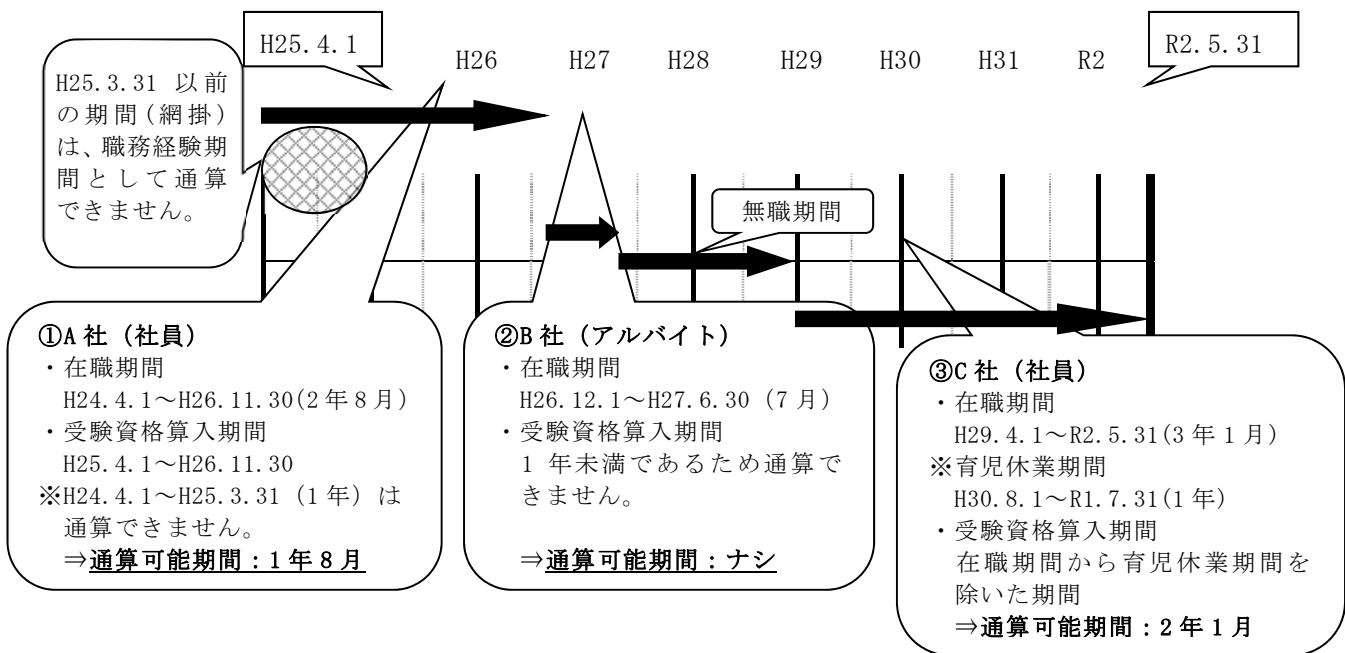 H25.4.1
H26
H27
H28
H29
H30
H31
R2
R2.5.31
H25.3.31 以前
の期間(網掛)
は、職務経験期
間として通算
できません。
無職期間
①A 社（社員）
・在職期間
H24.4.1～H26.11.30(2 年 8 月)
・受験資格算入期間
H25.4.1～H26.11.30
※H24.4.1～H25.3.31（1 年）は
通算できません。
⇒通算可能期間：1 年 8 月
②B 社（アルバイト）
・在職期間
H26.12.1～H27.6.30（7 月）
・受験資格算入期間
1 年未満であるため通算で
きません。
⇒通算可能期間：ナシ
③C 社（社員）
・在職期間
H29.4.1～R2.5.31(3 年 1 月)
※育児休業期間
H30.8.1～R1.7.31(1 年)
・受験資格算入期間
在職期間から育児休業期間を
除いた期間
⇒通算可能期間：2 年 1 月